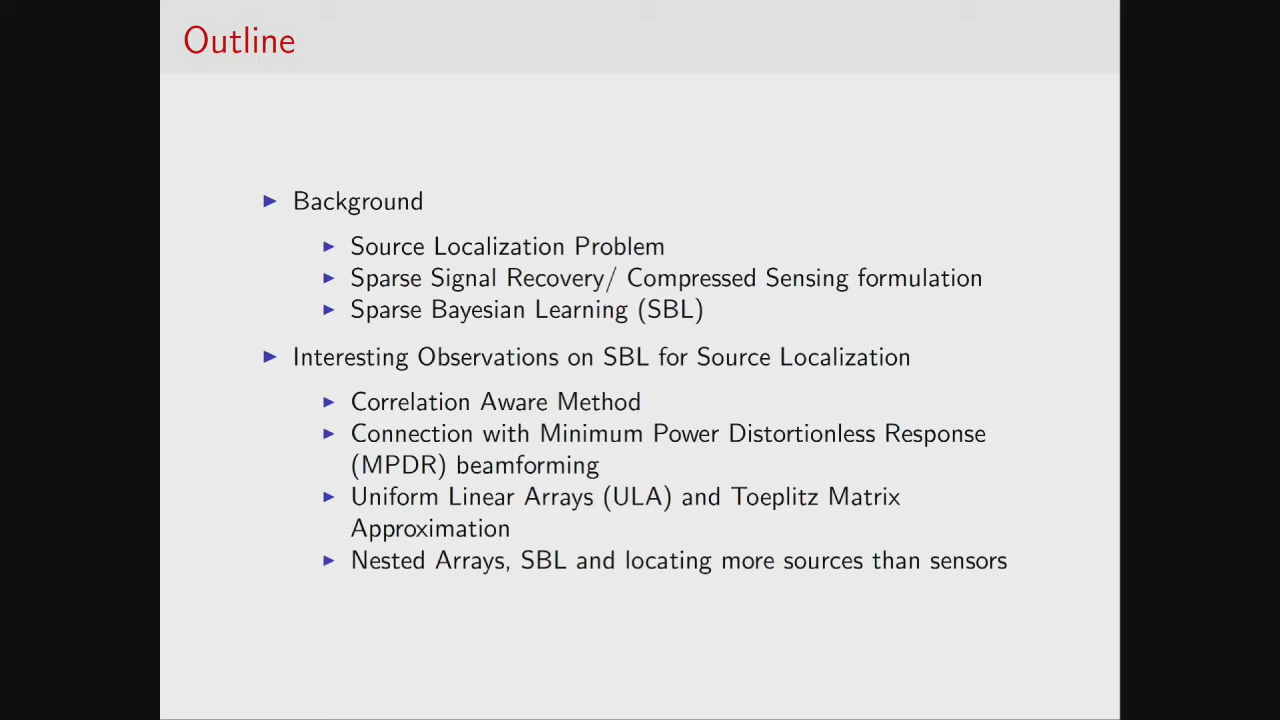 Outline
Background
Source Localization Problem
Sparse Signal Recovery/ Compressed Sensing formulation
Sparse Bayesian Learning (SBL)
Interesting Observations on SBL for Source Localization
Correlation Aware Method
Connection with Minimum Power Distortionless Response
(MPDR) beamforming
Uniform Linear Arrays (ULA) and Toeplitz Matrix
Approximation
Nested Arrays, SBL and locating more sources than sensors